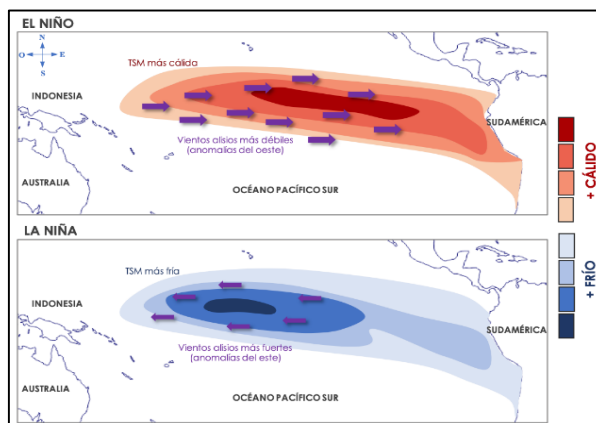 EL NIÑO
N
O E
S
TSM más cálida
INDONESIA
SUDAMÉRICA
Vientos alisios más débiles
(anomalías del oeste)
AUSTRALIA
OCÉANO PACÍFICO SUR
+ CÁLIDO
LA NIÑA
TSM más fría
INDONESIA
SUDAMÉRICA
Vientos alisios más fuertes
(anomalías del este)
AUSTRALIA
OCÉANO PACÍFICO SUR
+ FRÍO